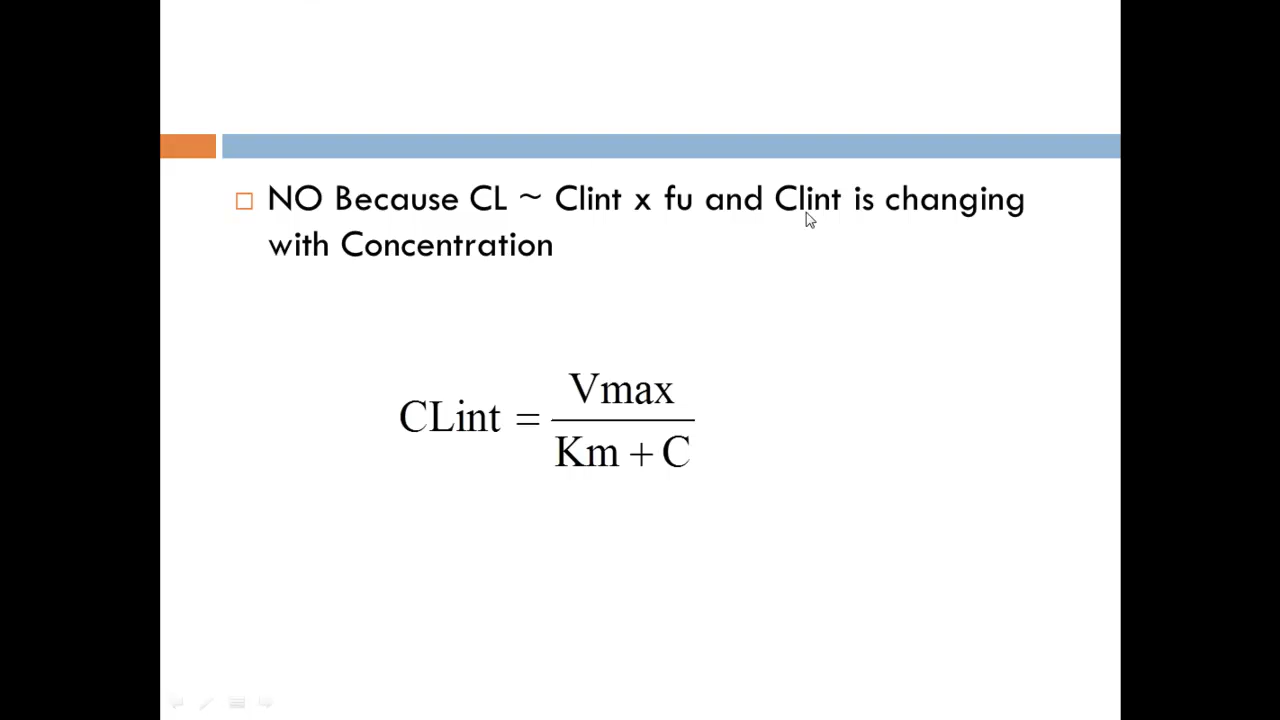 NO Because CL ~ Clint x fu and Clint is changing
with Concentration
CLint = Vmax / Km + C